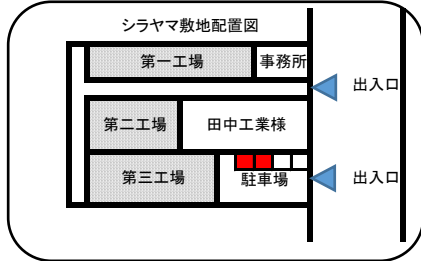 シラヤマ敷地配置図
第一工場
事務所
出入口
第二工場
田中工業様
第三工場
駐車場
出入口